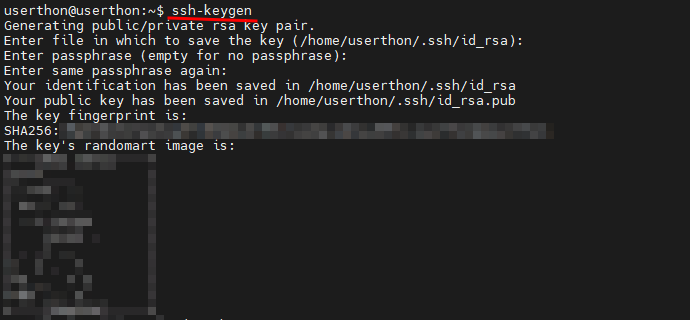 userthon@userthon:~$ ssh-keygen
Generating public/private rsa key pair.
Enter file in which to save the key (/home/userthon/.ssh/id_rsa):
Enter passphrase (empty for no passphrase):
Enter same passphrase again:
Your identification has been saved in /home/userthon/.ssh/id_rsa
Your public key has been saved in /home/userthon/.ssh/id_rsa.pub
The key fingerprint is:
SHA256:
The key's randomart image is: